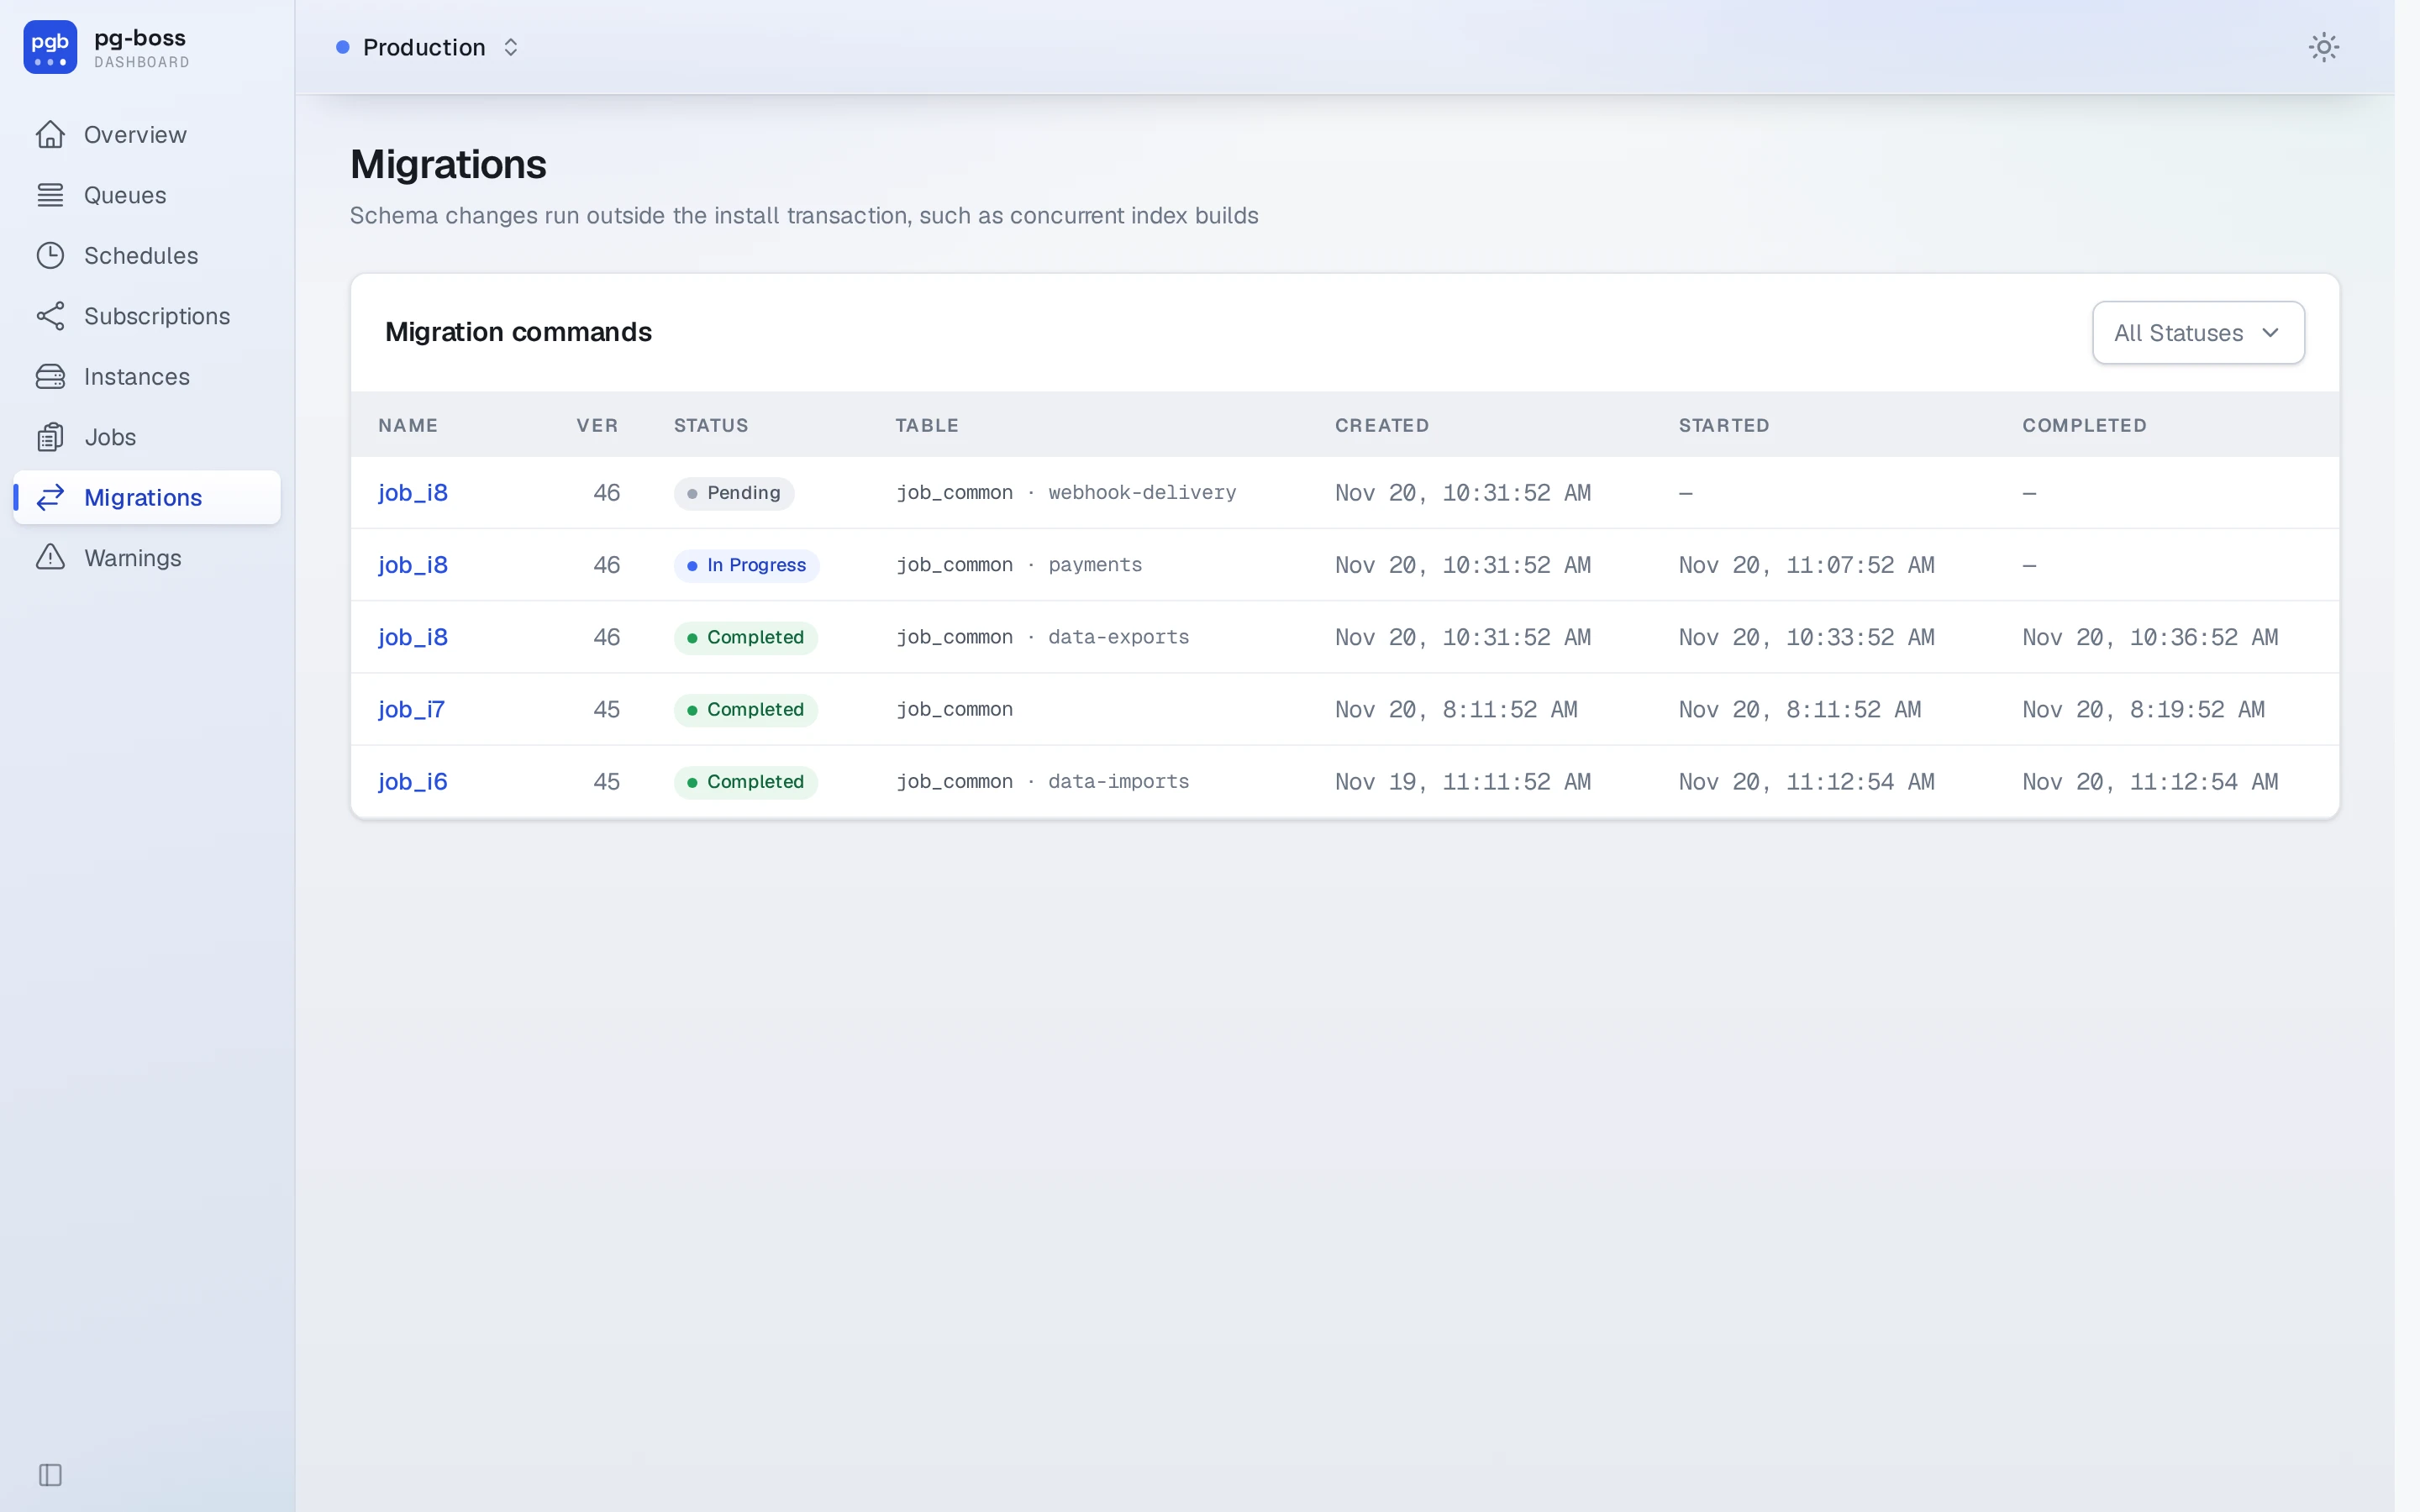 pgb
pg-boss
DASHBOARD
Production
Overview
Queues
Schedules
Subscriptions
Instances
Jobs
Migrations
Warnings
Migrations
Schema changes run outside the install transaction, such as concurrent index builds
Migration commands
All Statuses
NAME VER STATUS TABLE CREATED STARTED COMPLETED
job_i8 46 Pending job_common · webhook-delivery Nov 20, 10:31:52 AM — —
job_i8 46 In Progress job_common · payments Nov 20, 10:31:52 AM Nov 20, 11:07:52 AM —
job_i8 46 Completed job_common · data-exports Nov 20, 10:31:52 AM Nov 20, 10:33:52 AM Nov 20, 10:36:52 AM
job_i7 45 Completed job_common Nov 20, 8:11:52 AM Nov 20, 8:11:52 AM Nov 20, 8:19:52 AM
job_i6 45 Completed job_common · data-imports Nov 19, 11:11:52 AM Nov 20, 11:12:54 AM Nov 20, 11:12:54 AM